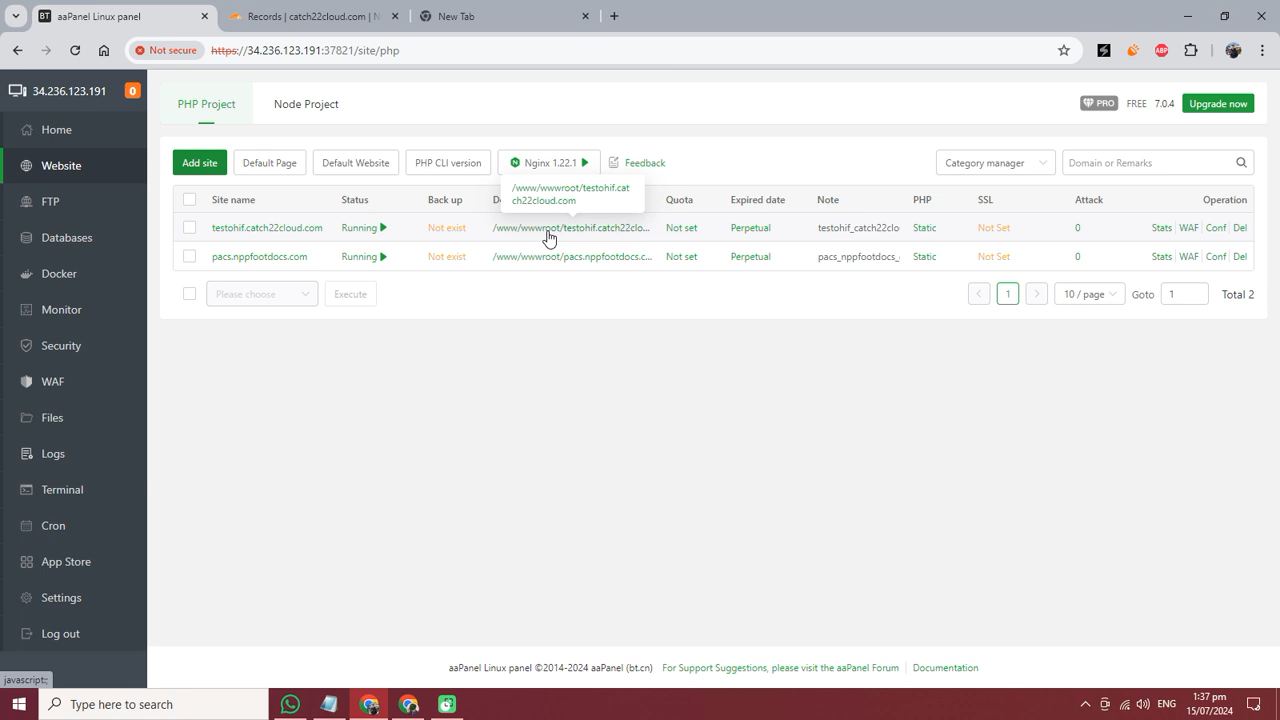 aaPanel Linux panel
Records | catch22cloud.com | N
New Tab
Not secure
https://34.236.123.191:37821/site/php
34.236.123.191
0
Home
Website
FTP
Databases
Docker
Monitor
Security
WAF
Files
Logs
Terminal
Cron
App Store
Settings
Log out
javascript:;
PHP Project
Node Project
PRO
FREE
7.0.4
Upgrade now
Add site
Default Page
Default Website
PHP CLI version
Nginx 1.22.1
Feedback
Category manager
Domain or Remarks
/www/wwwroot/testohif.cat
ch22cloud.com
Site name Status Back up D Quota Expired date Note PHP SSL Attack Operation
testohif.catch22cloud.com Running Not exist /www/wwwroot/testohif.catch22clo... Not set Perpetual testohif_catch22clo Static Not Set 0 Stats WAF Conf Del
pacs.nppfootdocs.com Running Not exist /www/wwwroot/pacs.nppfootdocs.c... Not set Perpetual pacs_nppfootdocs_ Static Not Set 0 Stats WAF Conf Del
Please choose
Execute
1
10 / page
Goto
1
Total 2
aaPanel Linux panel ©2014-2024 aaPanel (bt.cn) For Support Suggestions, please visit the aaPanel Forum Documentation
Type here to search
ENG
1:37 pm
15/07/2024